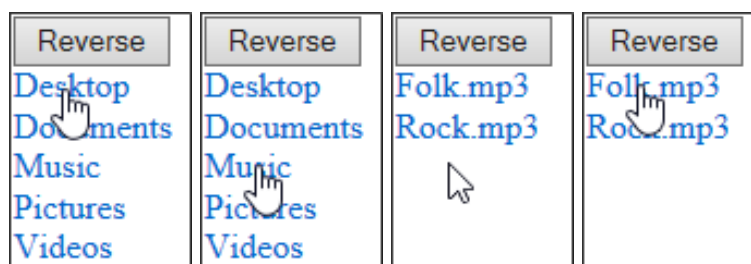 Reverse
Desktop
Documents
Music
Pictures
Videos
Reverse
Desktop
Documents
Music
Pictures
Videos
Reverse
Folk.mp3
Rock.mp3
Reverse
Folk.mp3
Rock.mp3